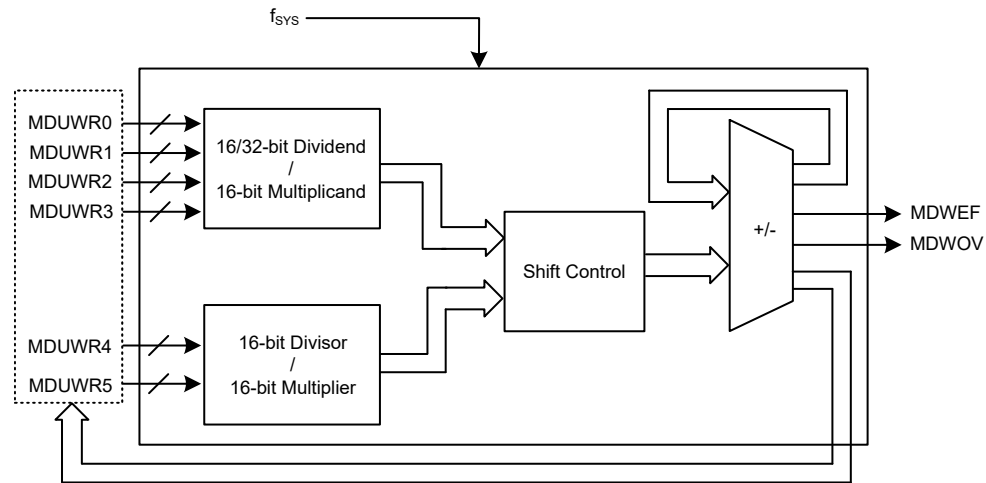 fSYS
MDUWR0
MDUWR1
MDUWR2
MDUWR3
16/32-bit Dividend
/
16-bit Multiplicand
Shift Control
+/-
MDWEF
MDWOV
MDUWR4
MDUWR5
16-bit Divisor
/
16-bit Multiplier